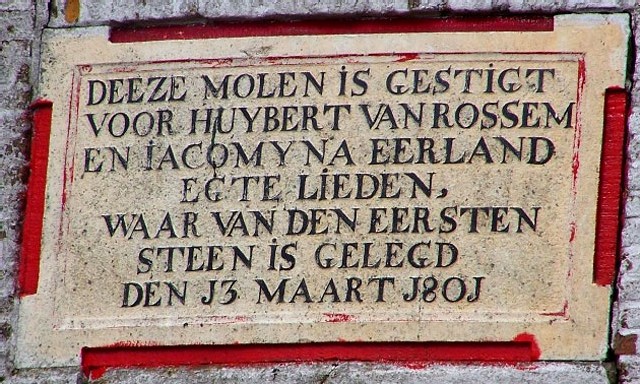 DEEZE MOLEN iS GESTIGT
VOOR HUYBERT VAN ROSSEM
EN iACOMYNA EERLAND
EGTE LiEDEN,
WAAR VAN DEN EERSTEN
STEEN iS GELEGD
DEN J3 MAART J80J